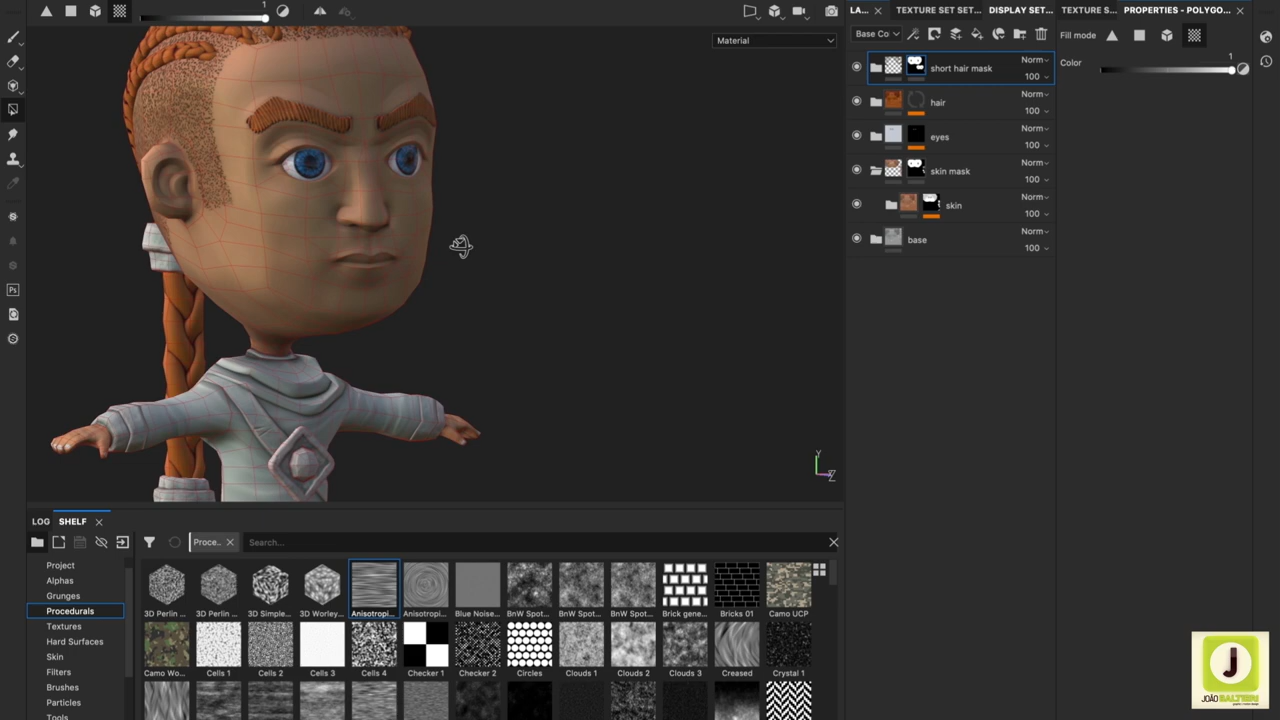 1
Material
LA...
TEXTURE SET SET...
DISPLAY SET...
TEXTURE S...
PROPERTIES - POLYGO...
Base Co
Fill mode
Color
1
short hair mask
Norm
100
hair
Norm
100
eyes
Norm
100
skin mask
Norm
100
skin
Norm
100
base
Norm
100
Y
Z
LOG
SHELF
Ps
Proce..
Search...
Project
Alphas
Grunges
Procedurals
Textures
Hard Surfaces
Skin
Filters
Brushes
Particles
Tools
3D Perlin ...
3D Perlin ...
3D Simple...
3D Worley...
Anisotropi...
Anisotropi...
Blue Noise...
BnW Spot...
BnW Spot...
BnW Spot...
Brick gene...
Bricks 01
Camo UCP
Camo Wo...
Cells 1
Cells 2
Cells 3
Cells 4
Checker 1
Checker 2
Circles
Clouds 1
Clouds 2
Clouds 3
Creased
Crystal 1
J
JOÃO BALTIERI